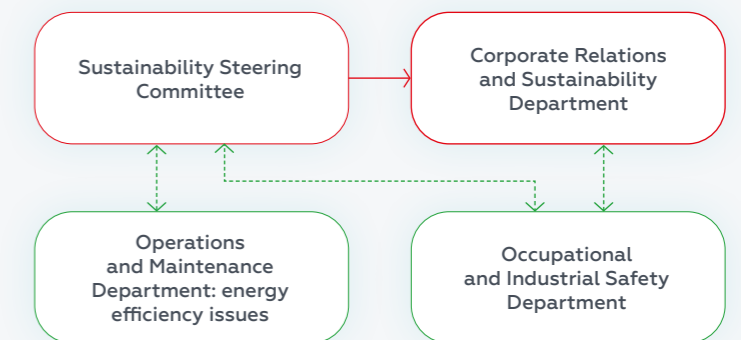 Sustainability Steering
Committee
Corporate Relations
and Sustainability
Department
Operations
and Maintenance
Department: energy
efficiency issues
Occupational
and Industrial Safety
Department